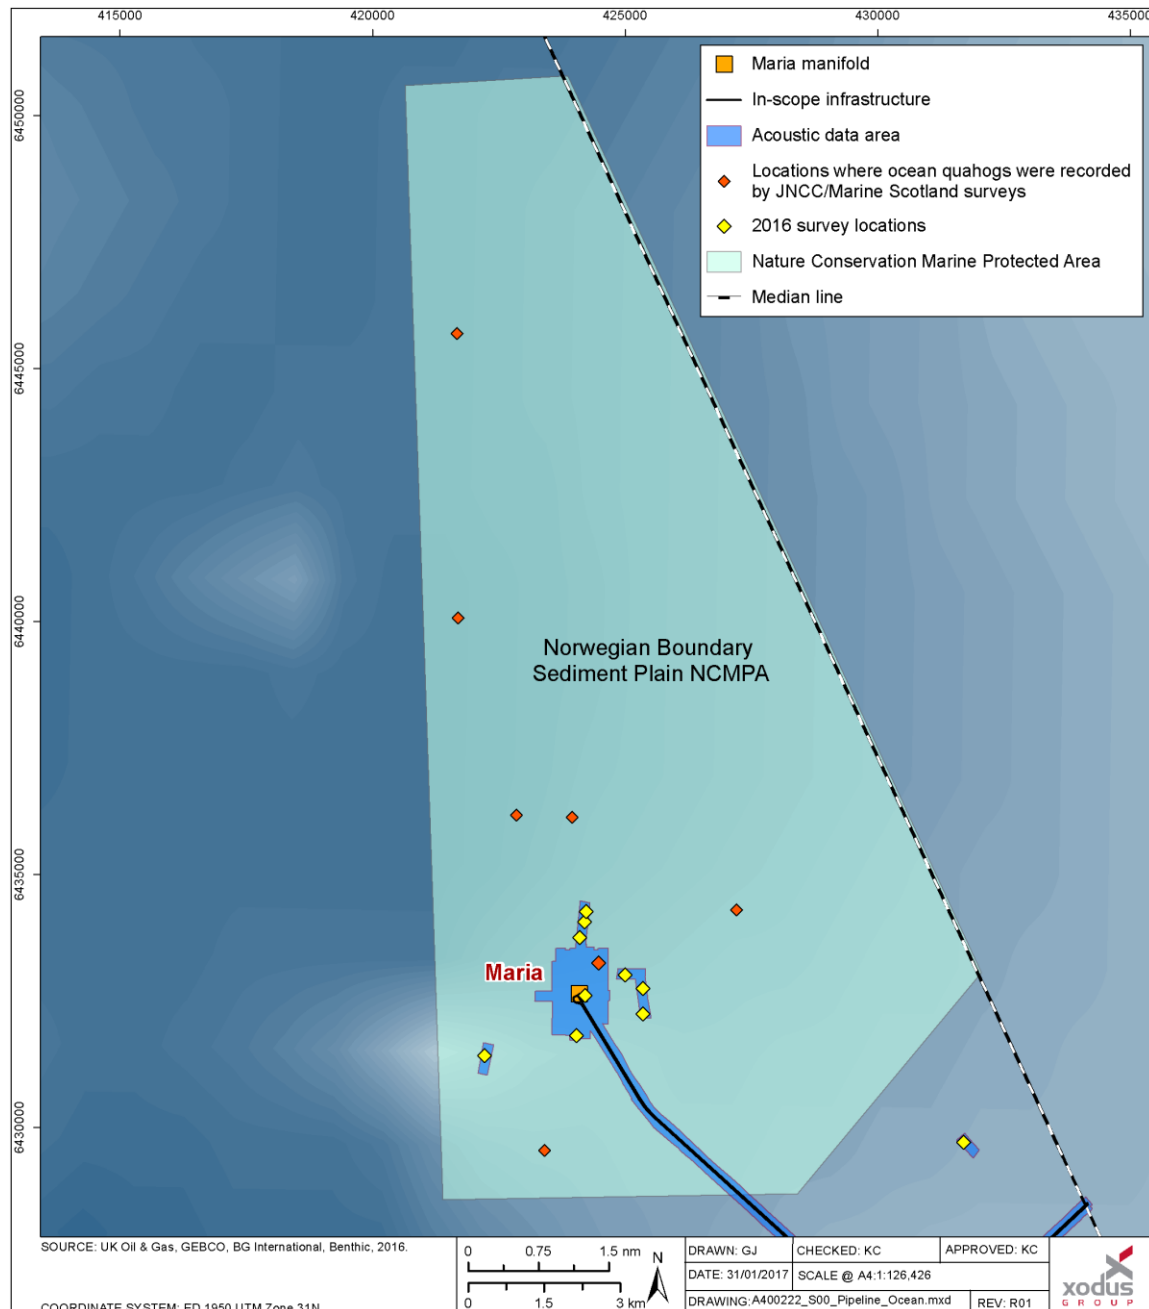 415000
420000
425000
430000
435000
6450000
6445000
6440000
6435000
6430000
Maria manifold
In-scope infrastructure
Acoustic data area
Locations where ocean quahogs were recorded
by JNCC/Marine Scotland surveys
2016 survey locations
Nature Conservation Marine Protected Area
Median line
Norwegian Boundary
Sediment Plain NCMPA
Maria
SOURCE: UK Oil & Gas, GEBCO, BG International, Benthic, 2016.
COORDINATE SYSTEM: ED 1950 UTM Zone 31N
0 0.75 1.5 nm
0 1.5 3 km
N
DRAWN: GJ
CHECKED: KC
APPROVED: KC
DATE: 31/01/2017
SCALE @ A4:1:126,426
DRAWING:A400222_S00_Pipeline_Ocean.mxd
REV: R01
xodus
GROUP